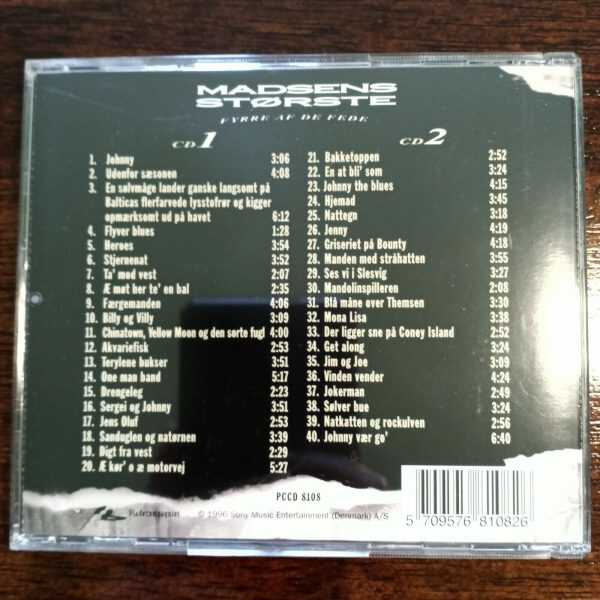 MADSENS
STØRSTE
FYRRE AF DE FEDE
CD 1
1. Johnny 3:06
2. Udenfor sæsonen 4:08
3. En sølvmåge lander ganske langsomt på
Balticas flerfarvede lysstofrør og kigger
opmærksomt ud på havet 6:12
4. Flyver blues 1:28
5. Heroes 3:54
6. Stjernenat 3:52
7. Ta' mod vest 2:07
8. Æ møt her te' en bal 2:35
9. Færgemanden 4:06
10. Billy og Villy 3:09
11. Chinatown, Yellow Moon og den sorte fugl 4:00
12. Akvariefisk 2:53
13. Terylene bukser 3:51
14. One man band 5:17
15. Drengeleg 2:23
16. Sergei og Johnny 3:51
17. Jens Oluf 2:53
18. Sanduglen og natørnen 3:39
19. Digt fra vest 2:29
20. Æ kør' o æ motorvej 5:27
CD 2
21. Bakketoppen 2:52
22. En at bli' som 3:24
23. Johnny the blues 4:15
24. Hjemad 3:45
25. Nattegn 3:18
26. Jenny 4:19
27. Griseriet på Bounty 4:18
28. Manden med stråhatten 3:55
29. Ses vi i Slesvig 3:27
30. Mandolinspilleren 2:08
31. Blå måne over Themsen 3:30
32. Mona Lisa 3:38
33. Der ligger sne på Coney Island 2:52
34. Get along 3:24
35. Jim og Joe 3:09
36. Vinden vender 4:24
37. Jokerman 2:49
38. Sølver bue 3:24
39. Natkatten og rockulven 2:56
40. Johnny vær go' 6:40
PCCD 8108
© 1996 Sony Music Entertainment (Denmark) A/S
5 709576 810826